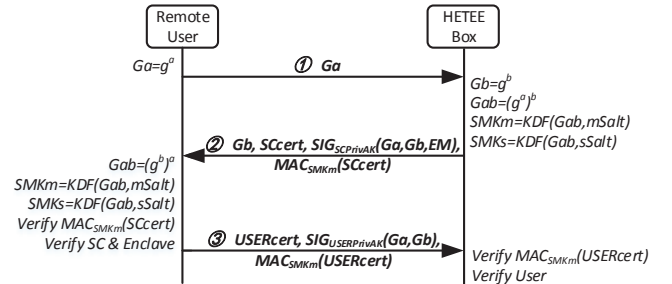 Remote
User
HETEE
Box
Ga=g^a
① Ga
Gb=g^b
Gab=(g^a)^b
SMKm=KDF(Gab,mSalt)
SMKs=KDF(Gab,sSalt)
② Gb, SCcert, SIG_SCPrivAK(Ga,Gb,EM),
MAC_SMKm(SCcert)
Gab=(g^b)^a
SMKm=KDF(Gab,mSalt)
SMKs=KDF(Gab,sSalt)
Verify MAC_SMKm(SCcert)
Verify SC & Enclave
③ USERcert, SIG_USERPrivAK(Ga,Gb),
MAC_SMKm(USERcert)
Verify MAC_SMKm(USERcert)
Verify User